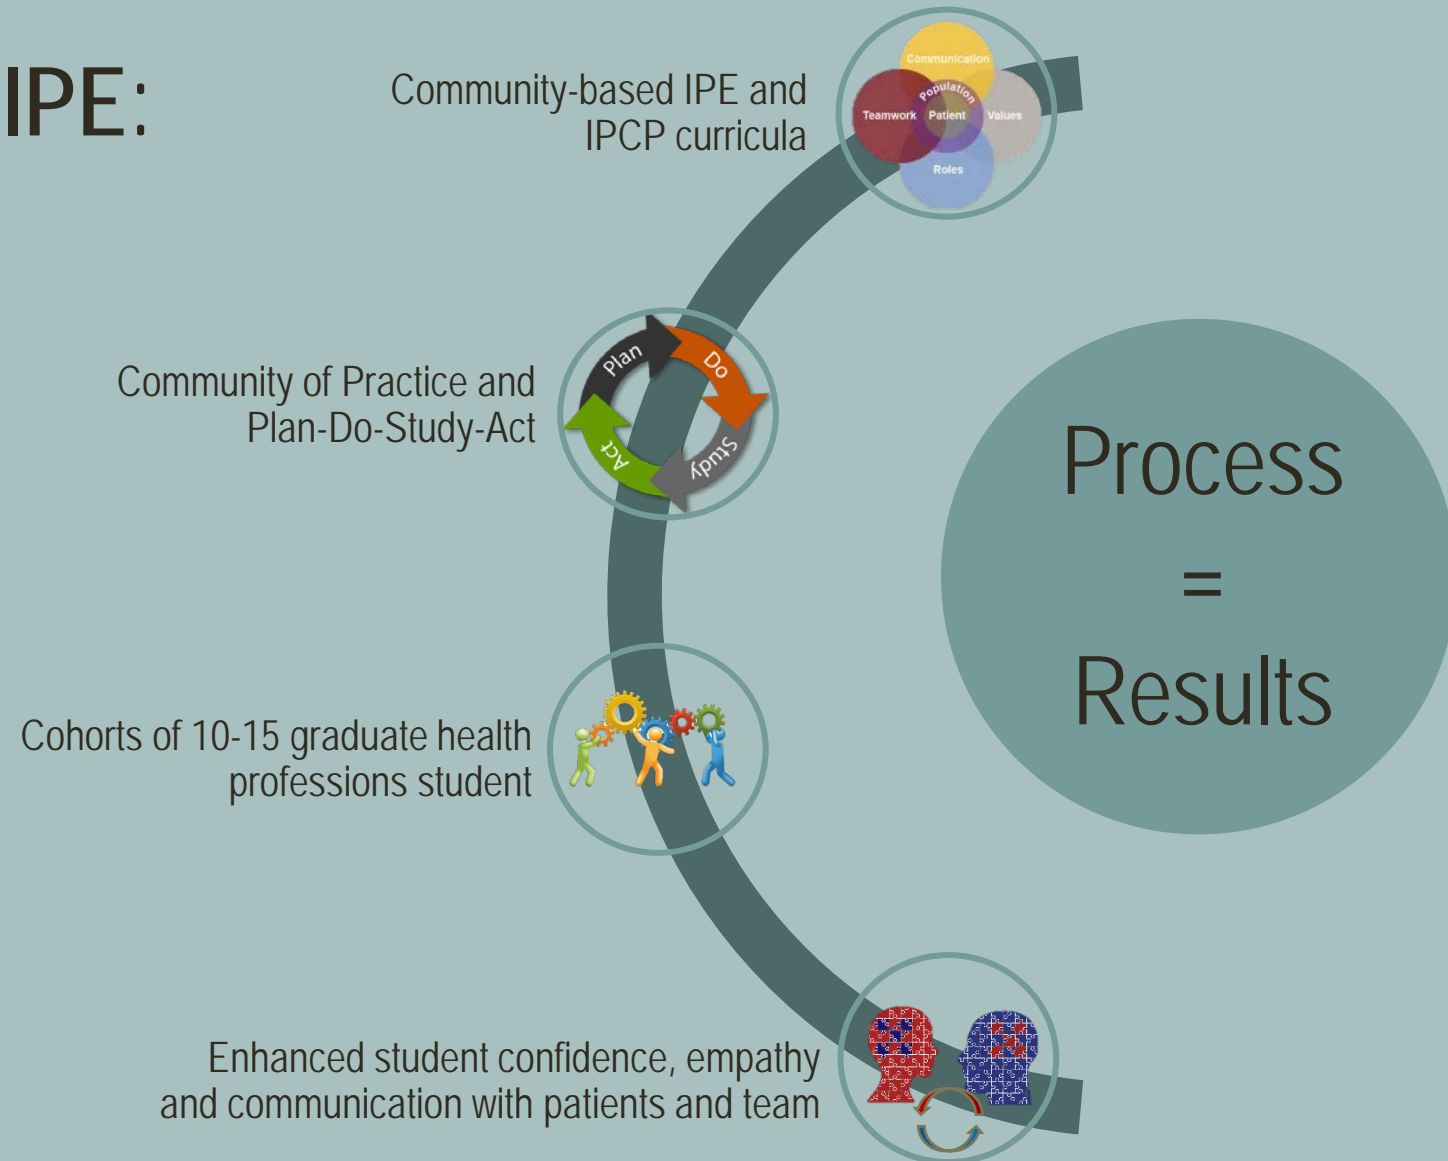 IPE:
Community-based IPE and
IPCP curricula
Communication
Population
Teamwork
Patient
Values
Roles
Community of Practice and
Plan-Do-Study-Act
Plan
Do
Study
Act
Cohorts of 10-15 graduate health
professions student
Enhanced student confidence, empathy
and communication with patients and team
Process
=
Results